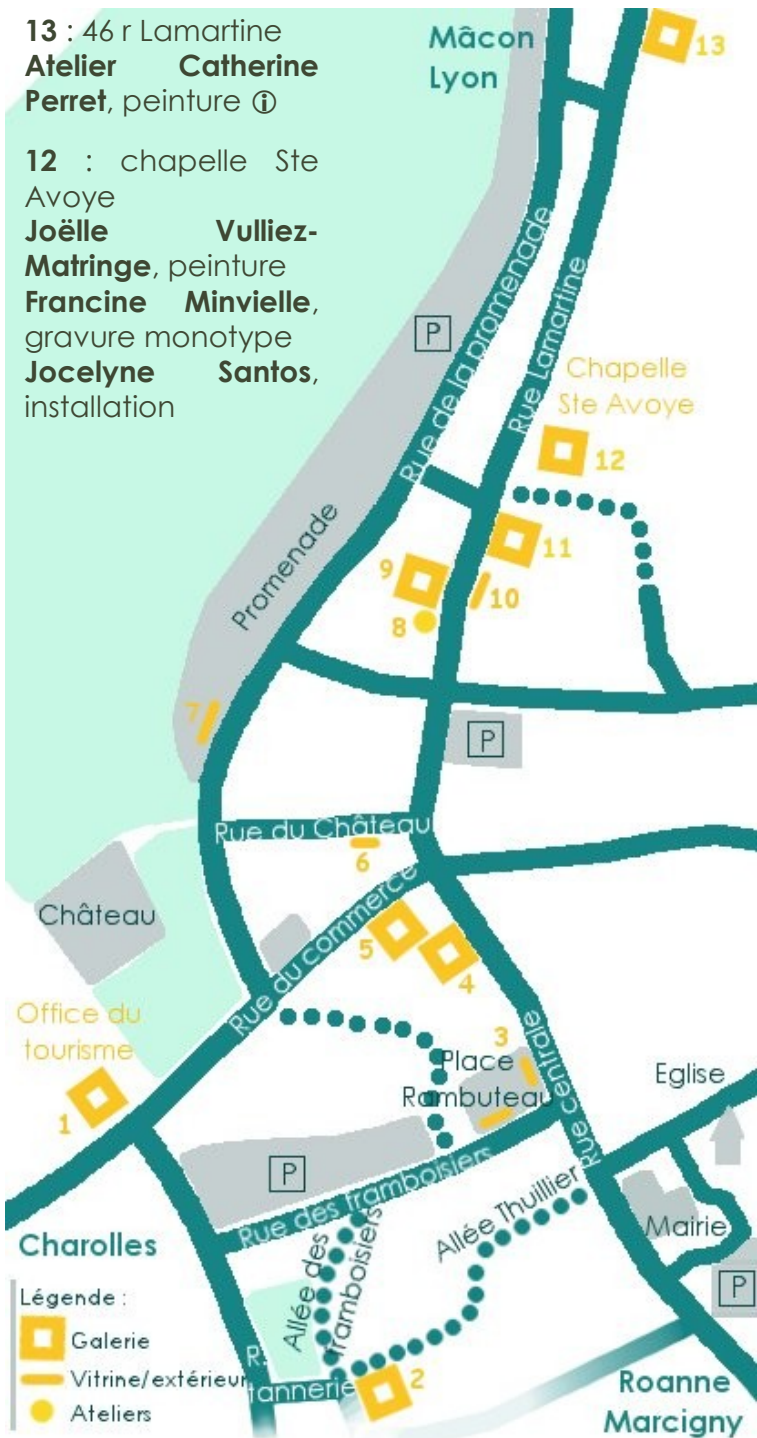 13 : 46 r Lamartine
Atelier Catherine
Perret, peinture ⓘ
12 : chapelle Ste
Avoye
Joëlle Vulliez-
Matringe, peinture
Francine Minvielle,
gravure monotype
Jocelyne Santos,
installation
Mâcon
Lyon
13
P
Rue de la promenade
Rue Lamartine
Chapelle
Ste Avoye
12
Promenade
11
9
10
8
7
P
Rue du Château
6
Château
Rue du commerce
5
4
Office du
tourisme
1
3
Place
Rambuteau
Rue centrale
Eglise
P
Rue des framboisiers
Allée des
framboisiers
Allée Thuillier
Mairie
P
Charolles
Légende :
Galerie
Vitrine/extérieur
Ateliers
R.
tannerie
2
Roanne
Marcigny